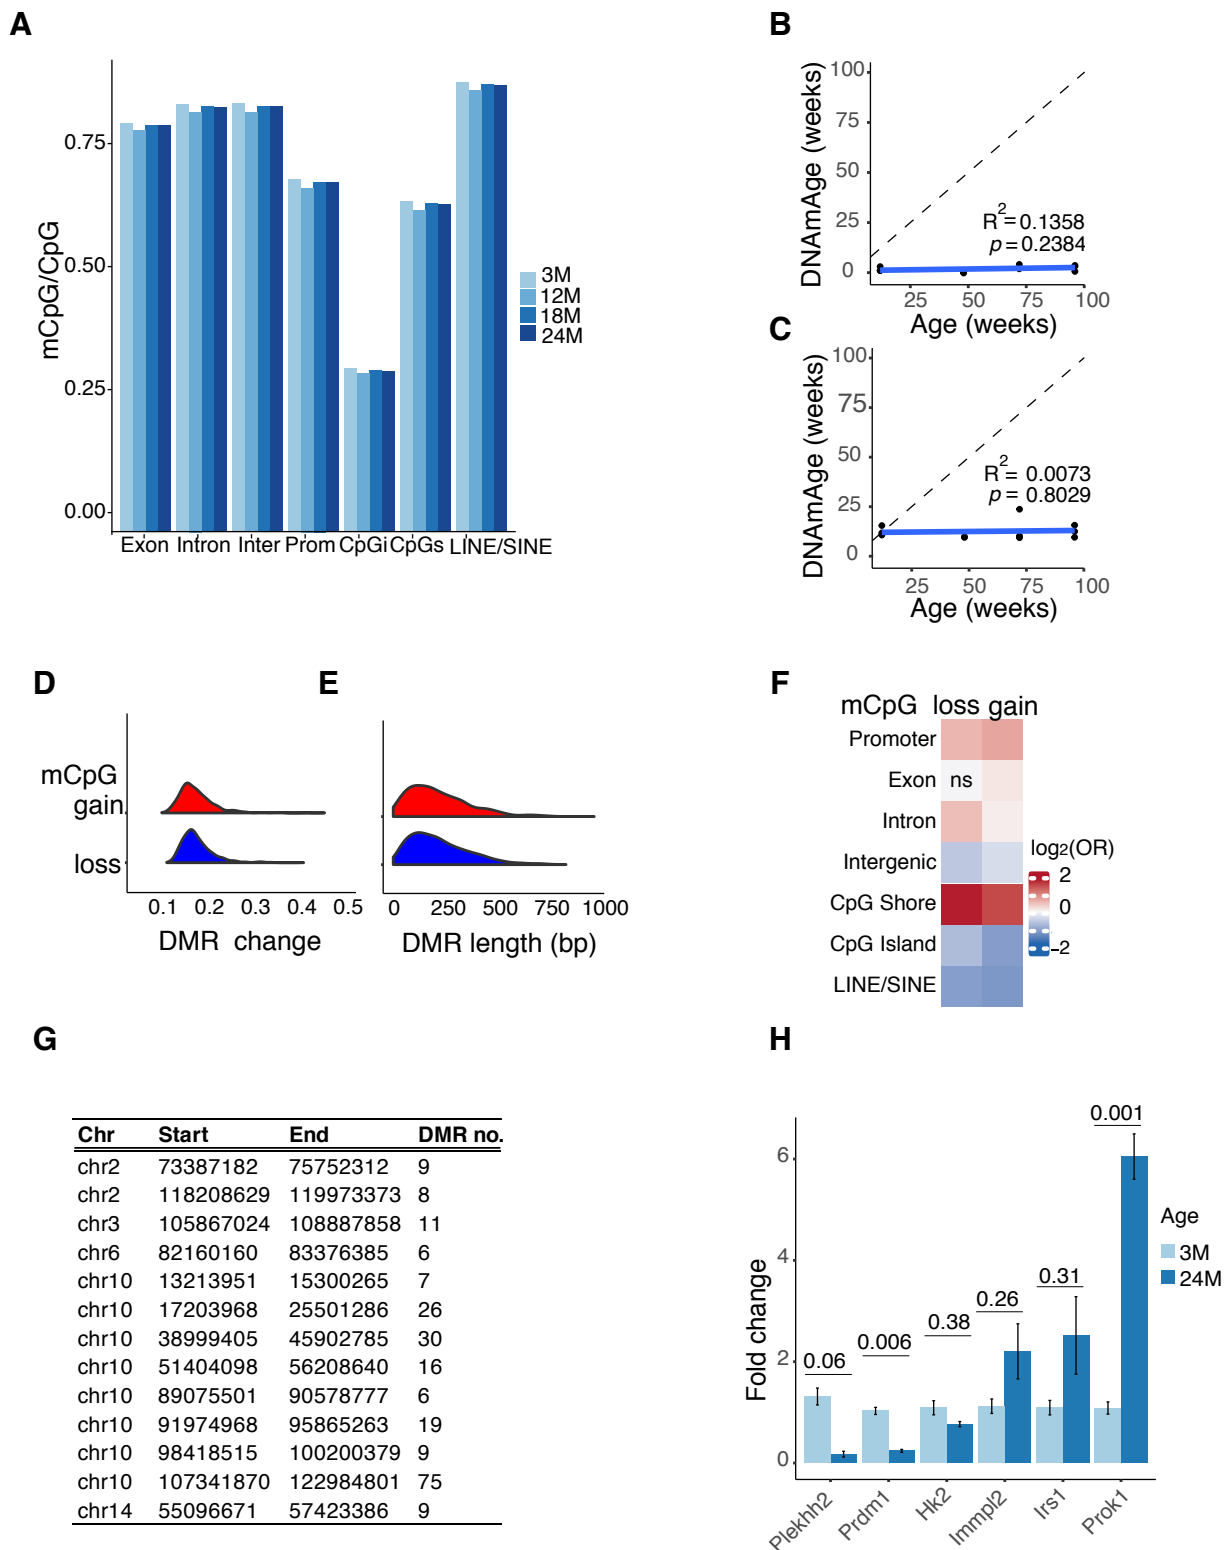 A
mCpG/CpG
0.75
0.50
0.25
0.00
Exon Intron Inter Prom CpGi CpGs LINE/SINE
3M
12M
18M
24M
B
DNAmAge (weeks)
100
75
50
25
0
R2=0.1358
p=0.2384
25 50 75 100
Age (weeks)
C
DNAmAge (weeks)
100
75
50
25
0
R2= 0.0073
p = 0.8029
25 50 75 100
Age (weeks)
D
mCpG
gain
loss
0.1 0.2 0.3 0.4 0.5
DMR change
E
0 250 500 750 1000
DMR length (bp)
F
mCpG loss gain
Promoter
Exon ns
Intron
Intergenic
CpG Shore
CpG Island
LINE/SINE
log2(OR)
2
0
-2
G
Chr Start End DMR no.
chr2 73387182 75752312 9
chr2 118208629 119973373 8
chr3 105867024 108887858 11
chr6 82160160 83376385 6
chr10 13213951 15300265 7
chr10 17203968 25501286 26
chr10 38999405 45902785 30
chr10 51404098 56208640 16
chr10 89075501 90578777 6
chr10 91974968 95865263 19
chr10 98418515 100200379 9
chr10 107341870 122984801 75
chr14 55096671 57423386 9
H
Fold change
6
4
2
0
0.06
0.006
0.38
0.26
0.31
0.001
Plekhh2
Prdm1
Hk2
Immpl2
Irs1
Prok1
Age
3M
24M